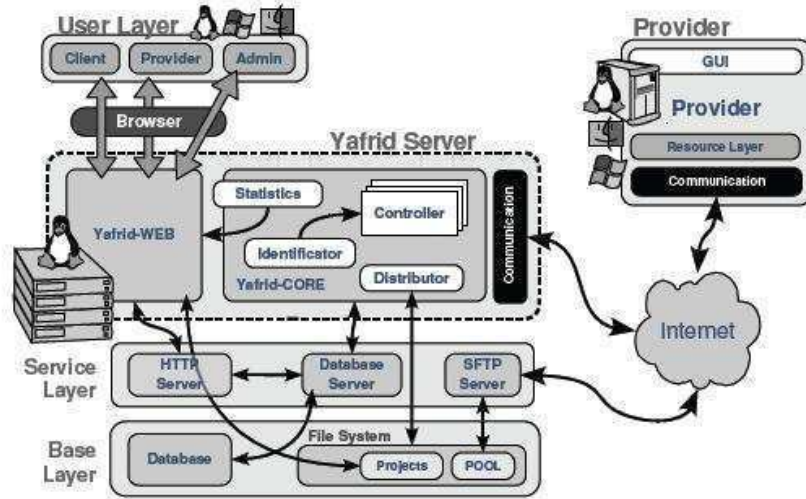 User Layer
Client
Provider
Admin
Browser
Yafrid Server
Yafrid-WEB
Statistics
Controller
Identificator
Yafrid-CORE
Distributor
Communication
Provider
GUI
Provider
Resource Layer
Communication
Internet
Service
Layer
HTTP
Server
Database
Server
SFTP
Server
Base
Layer
Database
File System
Projects
POOL